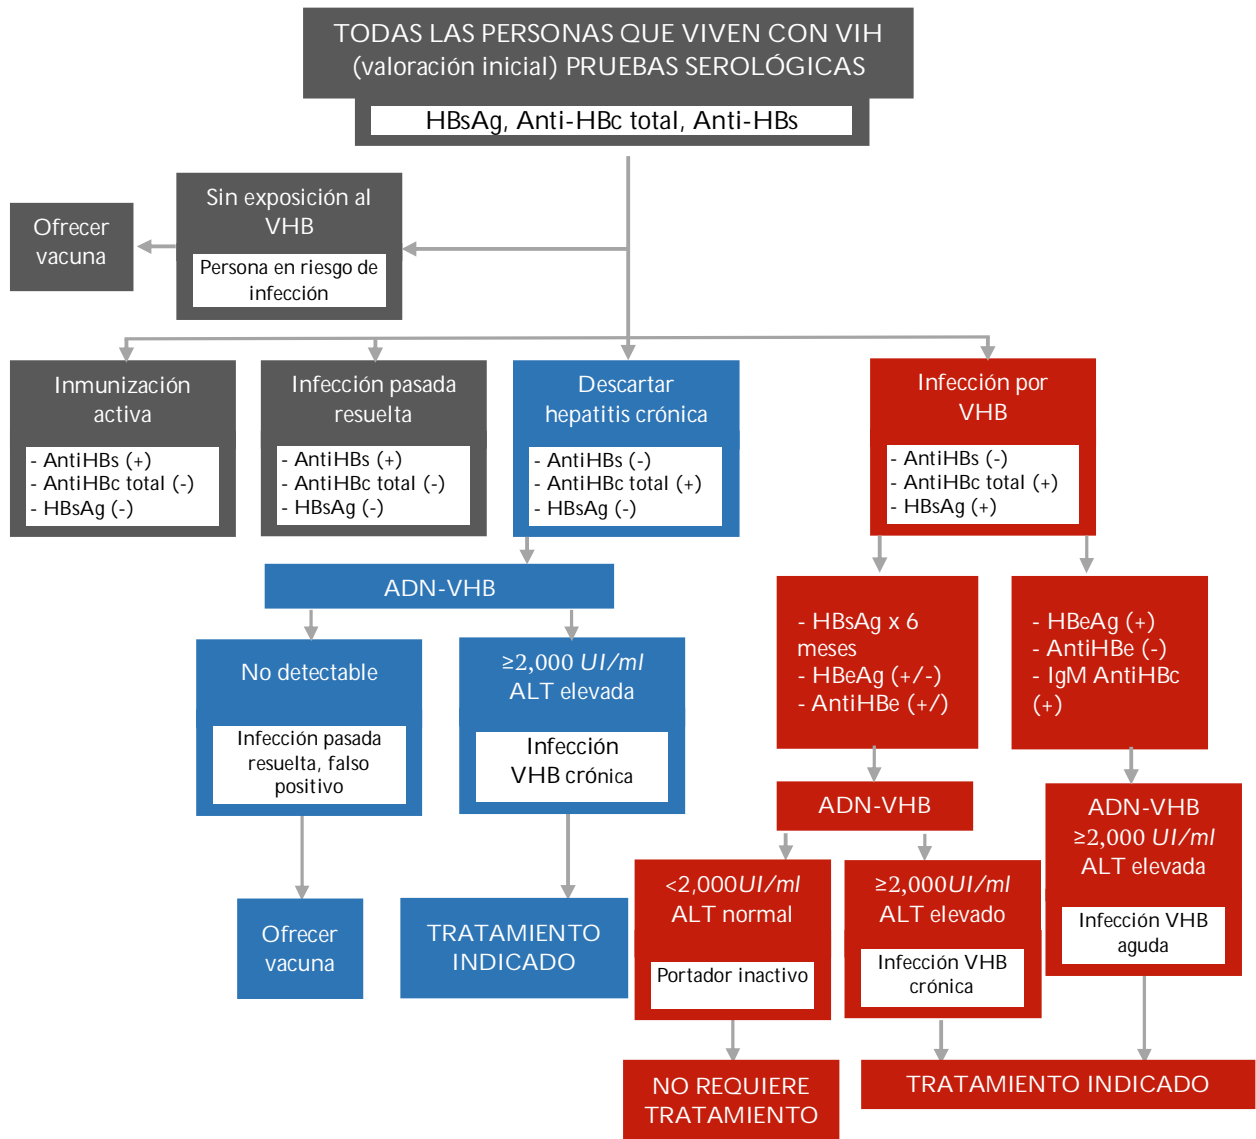 TODAS LAS PERSONAS QUE VIVEN CON VIH
(valoración inicial) PRUEBAS SEROLÓGICAS
HBsAg, Anti-HBc total, Anti-HBs
Sin exposición al
VHB
Persona en riesgo de
infección
Ofrecer
vacuna
Inmunización
activa
- AntiHBs (+)
- AntiHBc total (-)
- HBsAg (-)
Infección pasada
resuelta
- AntiHBs (+)
- AntiHBc total (-)
- HBsAg (-)
Descartar
hepatitis crónica
- AntiHBs (-)
- AntiHBc total (+)
- HBsAg (-)
Infección por
VHB
- AntiHBs (-)
- AntiHBc total (+)
- HBsAg (+)
ADN-VHB
No detectable
Infección pasada
resuelta, falso
positivo
≥2,000 UI/ml
ALT elevada
Infección
VHB crónica
Ofrecer
vacuna
TRATAMIENTO
INDICADO
- HBsAg x 6
meses
- HBeAg (+/-)
- AntiHBe (+/)
- HBeAg (+)
- AntiHBe (-)
- IgM AntiHBc
(+)
ADN-VHB
<2,000UI/ml
ALT normal
Portador inactivo
≥2,000UI/ml
ALT elevado
Infección VHB
crónica
ADN-VHB
≥2,000 UI/ml
ALT elevada
Infección VHB
aguda
NO REQUIERE
TRATAMIENTO
TRATAMIENTO INDICADO